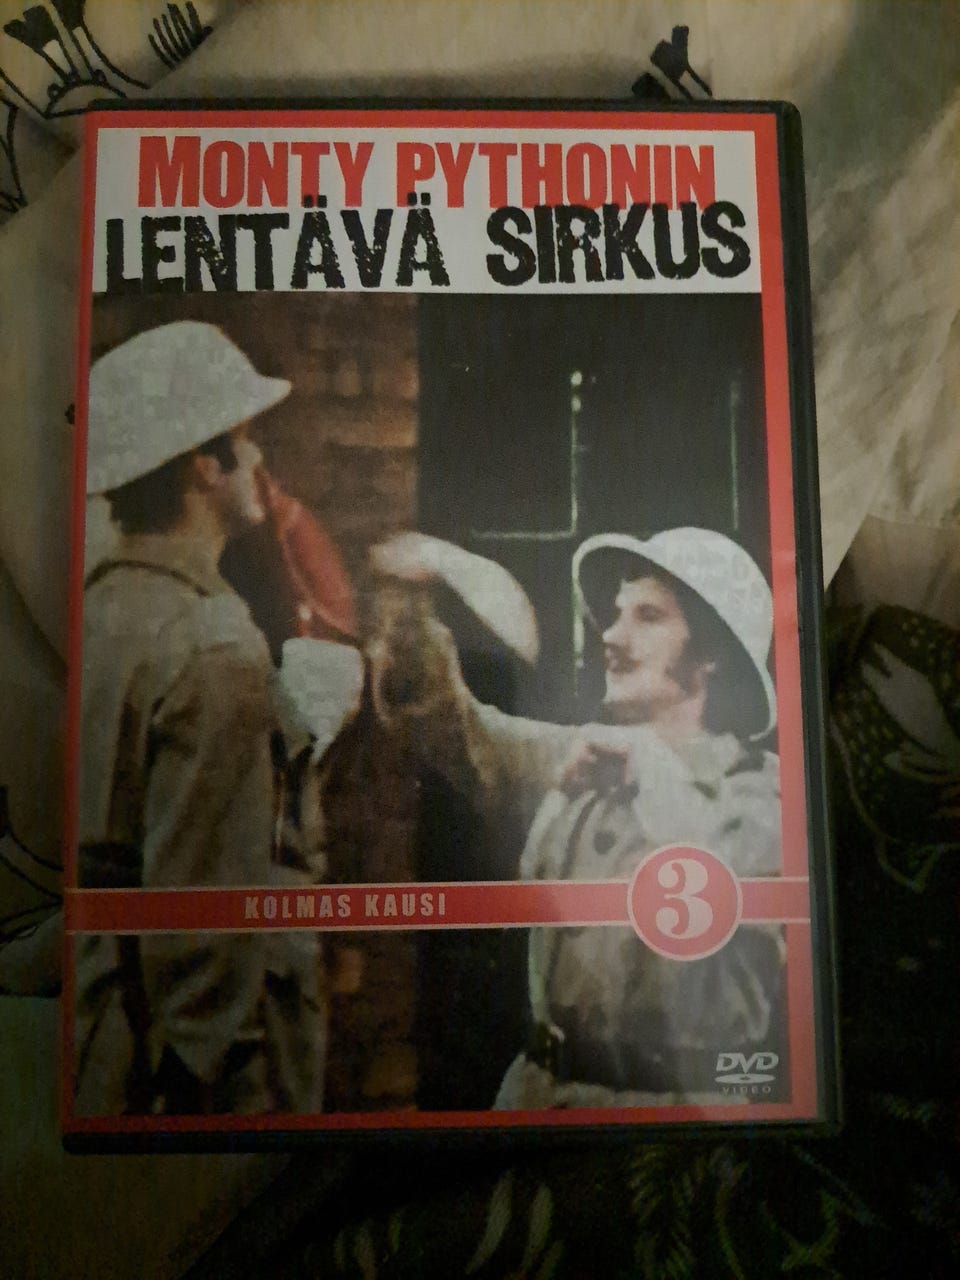 MONTY PYTHONIN
LENTÄVÄ SIRKUS
KOLMAS KAUSI
3
DVD
VIDEO